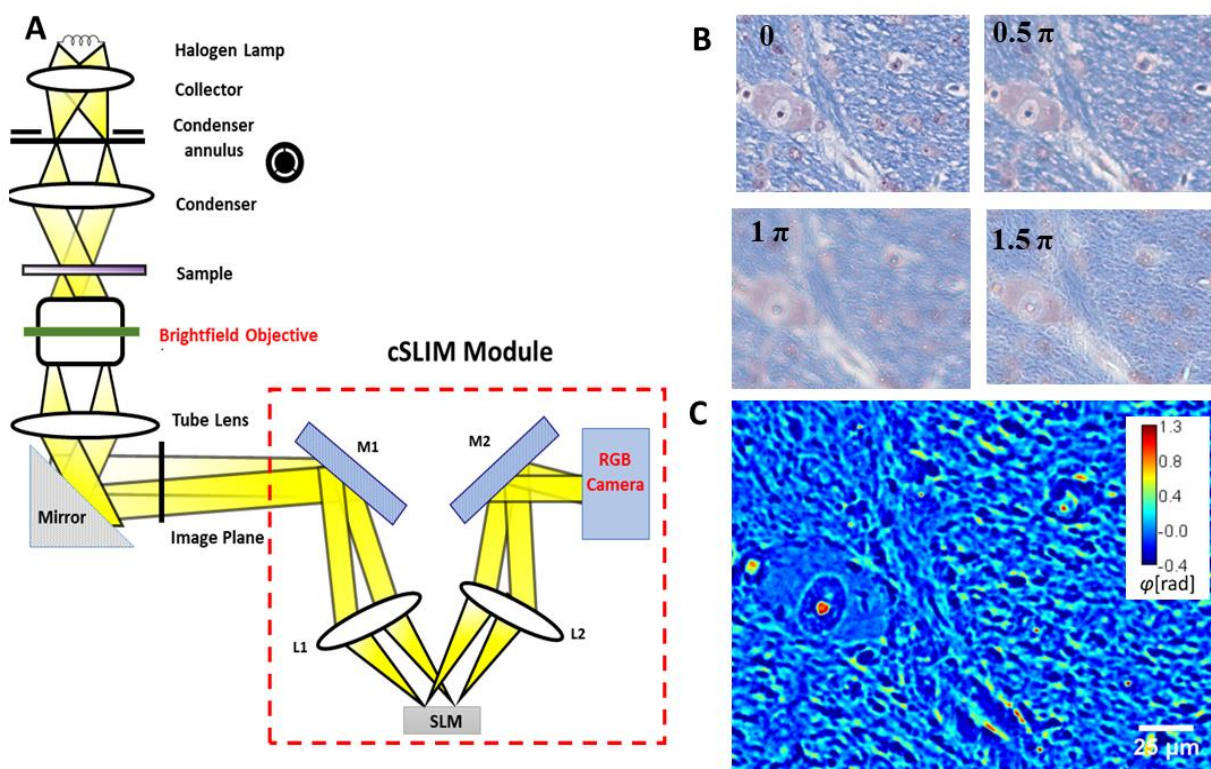 A
Halogen Lamp
Collector
Condenser
annulus
Condenser
Sample
Brightfield Objective
Tube Lens
Mirror
Image Plane
cSLIM Module
M1
M2
RGB
Camera
L1
L2
SLM
B
0
0.5 π
1 π
1.5 π
C
1.3
0.8
0.4
-0.0
-0.4
φ[rad]
25 μm